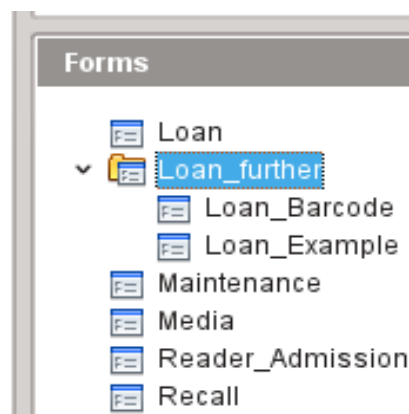 Forms
Loan
Loan_further
Loan_Barcode
Loan_Example
Maintenance
Media
Reader_Admission
Recall